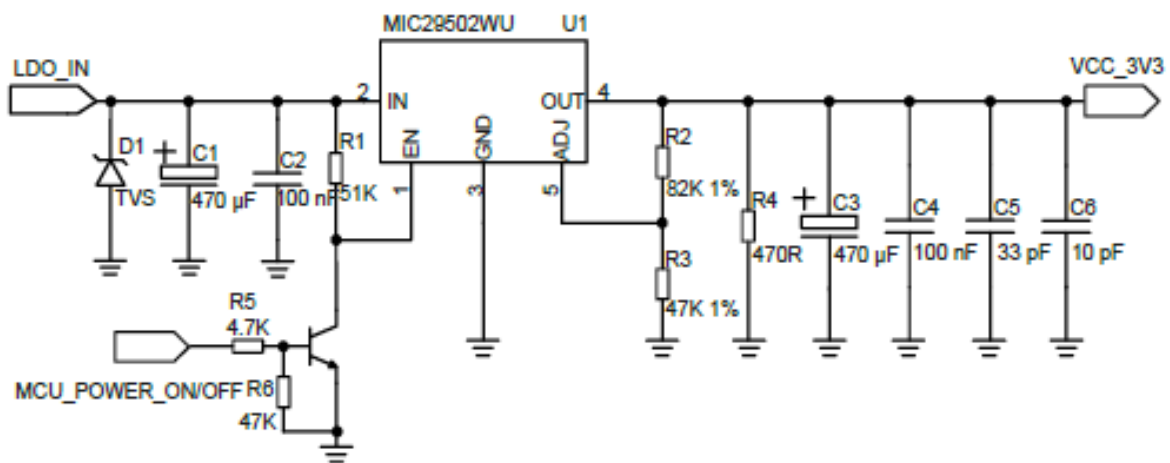 MIC29502WU U1
LDO_IN
VCC_3V3
2 IN
OUT 4
EN
GND
ADJ
1
3
5
D1
TVS
+
C1
470 µF
C2
100 nF
R1
51K
R2
82K 1%
R3
47K 1%
R4
470R
+
C3
470 µF
C4
100 nF
C5
33 pF
C6
10 pF
R5
4.7K
MCU_POWER_ON/OFF
R6
47K